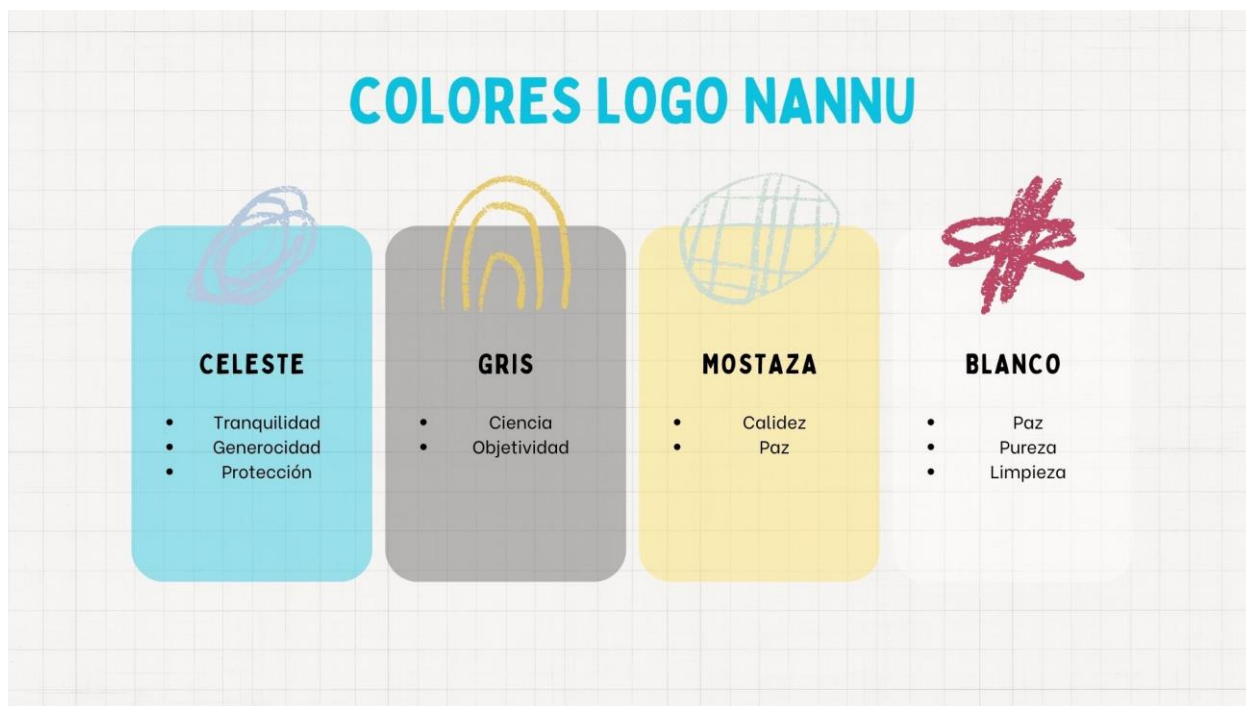 COLORES LOGO NANNU
CELESTE
• Tranquilidad
• Generocidad
• Protección
GRIS
• Ciencia
• Objetividad
MOSTAZA
• Calidez
• Paz
BLANCO
• Paz
• Pureza
• Limpieza